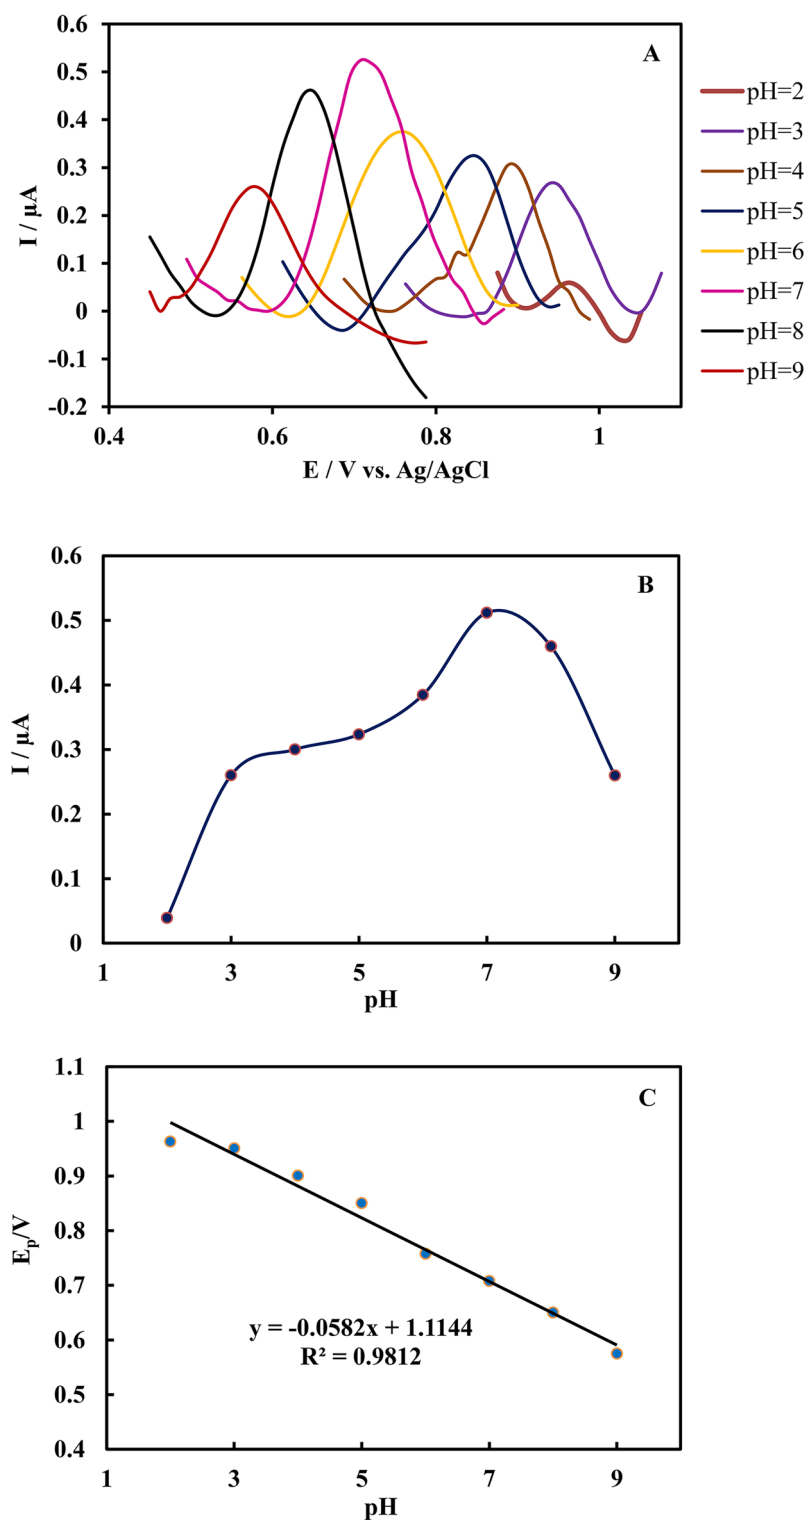 A
0.6
0.5
0.4
0.3
0.2
0.1
0
-0.1
-0.2
I / μA
0.4
0.6
0.8
1
E / V vs. Ag/AgCl
pH=2
pH=3
pH=4
pH=5
pH=6
pH=7
pH=8
pH=9
B
0.6
0.5
0.4
0.3
0.2
0.1
0
I / μA
1
3
5
7
9
pH
C
1.1
1
0.9
0.8
0.7
0.6
0.5
0.4
Eₚ/V
y = -0.0582x + 1.1144
R² = 0.9812
1
3
5
7
9
pH